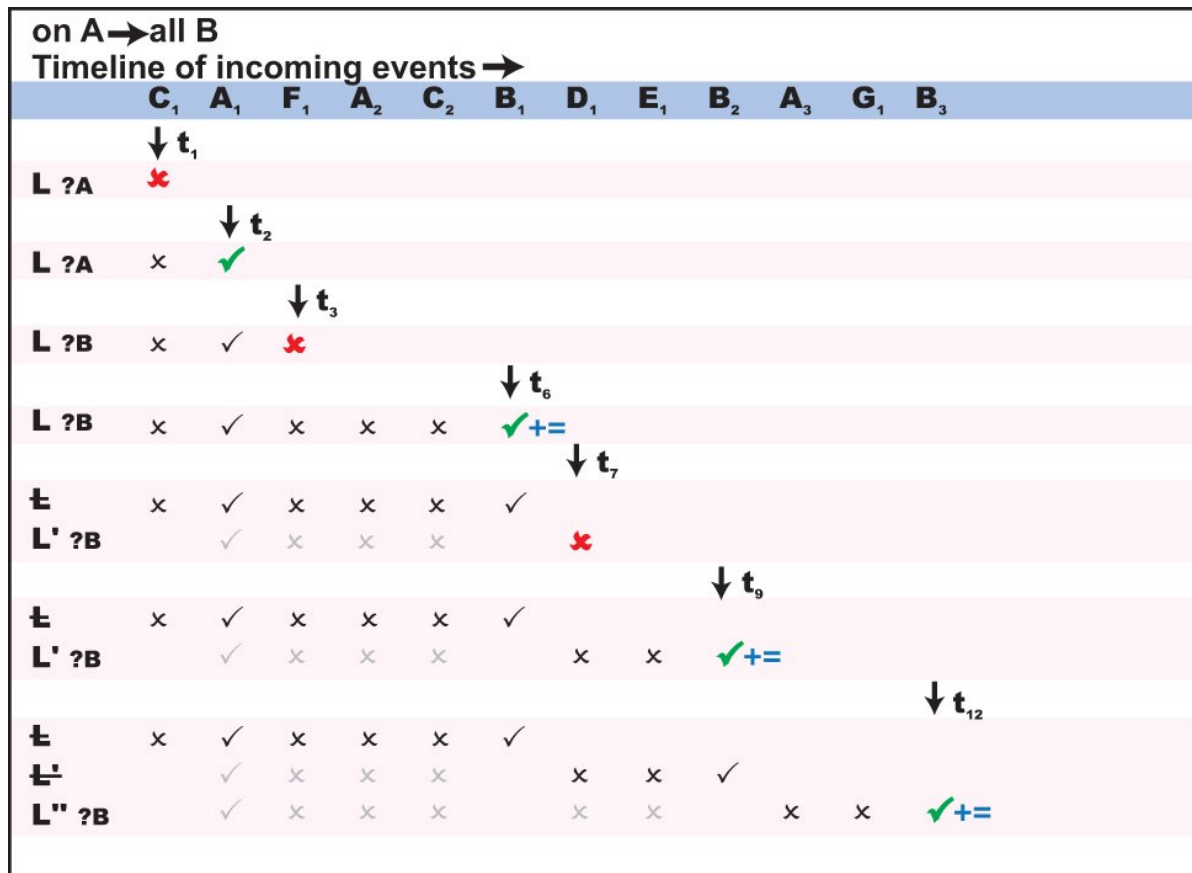 on A→all B
Timeline of incoming events →
C₁ A₁ F₁ A₂ C₂ B₁ D₁ E₁ B₂ A₃ G₁ B₃
t₁
L ?A
t₂
L ?A
t₃
L ?B
t₆
L ?B +=
t₇
L
L' ?B
t₉
L
L' ?B +=
t₁₂
L
L'
L" ?B +=